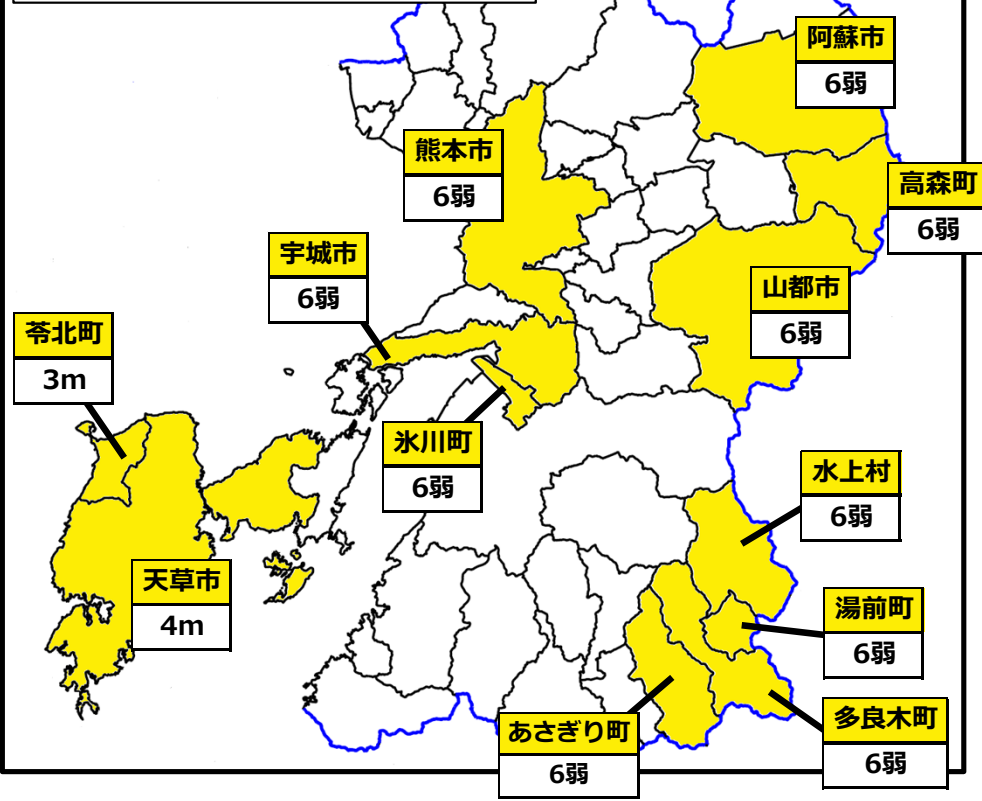 阿蘇市
6弱
熊本市
6弱
高森町
6弱
宇城市
6弱
山都市
6弱
苓北町
3m
氷川町
6弱
水上村
6弱
天草市
4m
湯前町
6弱
多良木町
6弱
あさぎり町
6弱